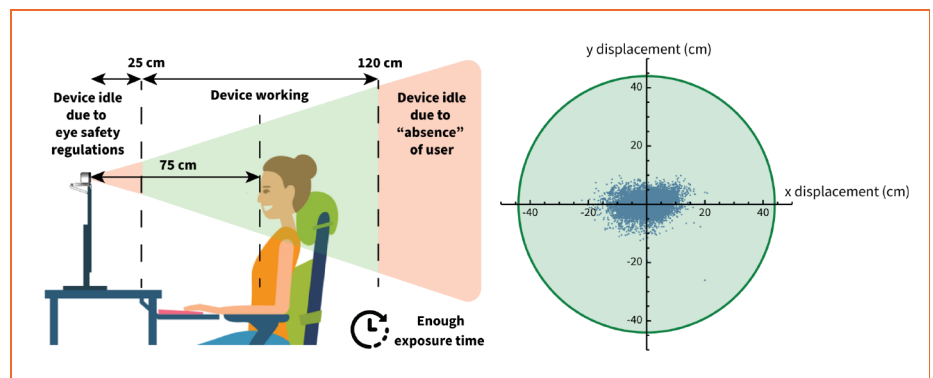 25 cm
120 cm
Device idle
due to
eye safety
regulations
Device working
Device idle
due to
“absence”
of user
75 cm
Enough
exposure time
y displacement (cm)
40
20
x displacement (cm)
-40
-20
20
40
-20
-40